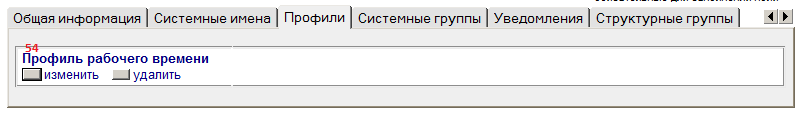 Общая информация Системные имена Профили Системные группы Уведомления Структурные группы
54
Профиль рабочего времени
изменить удалить